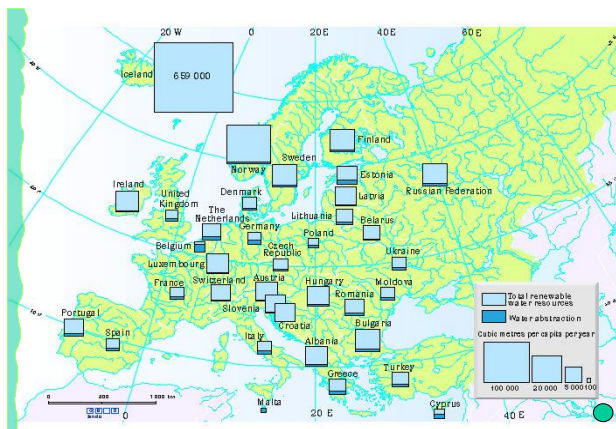 20 W
0
20 E
40 E
60 E
Iceland
659 000
Norway
Sweden
Finland
Estonia
Latvia
Russian Federation
Lithuania
Belarus
Ireland
United
Kingdom
Denmark
The
Netherlands
Germany
Poland
Belgium
Czech
Republic
Ukraine
Luxembourg
France
Switzerland
Austria
Hungary
Moldova
Slovenia
Croatia
Romania
Bulgaria
Portugal
Spain
Italy
Albania
Greece
Turkey
Malta
Cyprus
Total renewable
water resources
Water abstraction
Cubic metres per capita per year
100 000
20 000
5 000
100
0
500
1 000 km
0
20 E
40 E